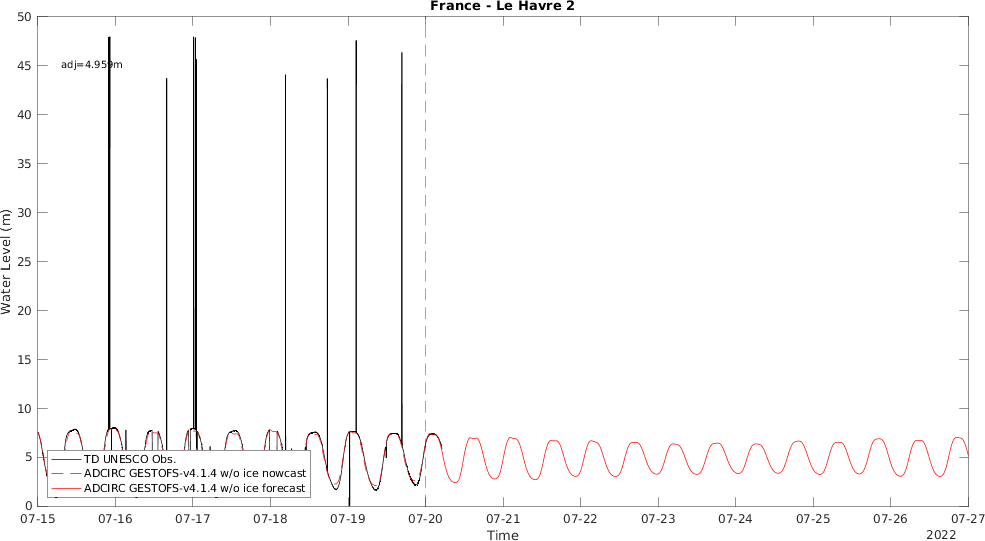 France - Le Havre 2
50
45
40
35
30
25
20
15
10
5
0
Water Level (m)
adj=4.959m
TD UNESCO Obs.
ADCIRC GESTOFS-v4.1.4 w/o ice nowcast
ADCIRC GESTOFS-v4.1.4 w/o ice forecast
07-15 07-16 07-17 07-18 07-19 07-20 07-21 07-22 07-23 07-24 07-25 07-26 07-27
Time
2022